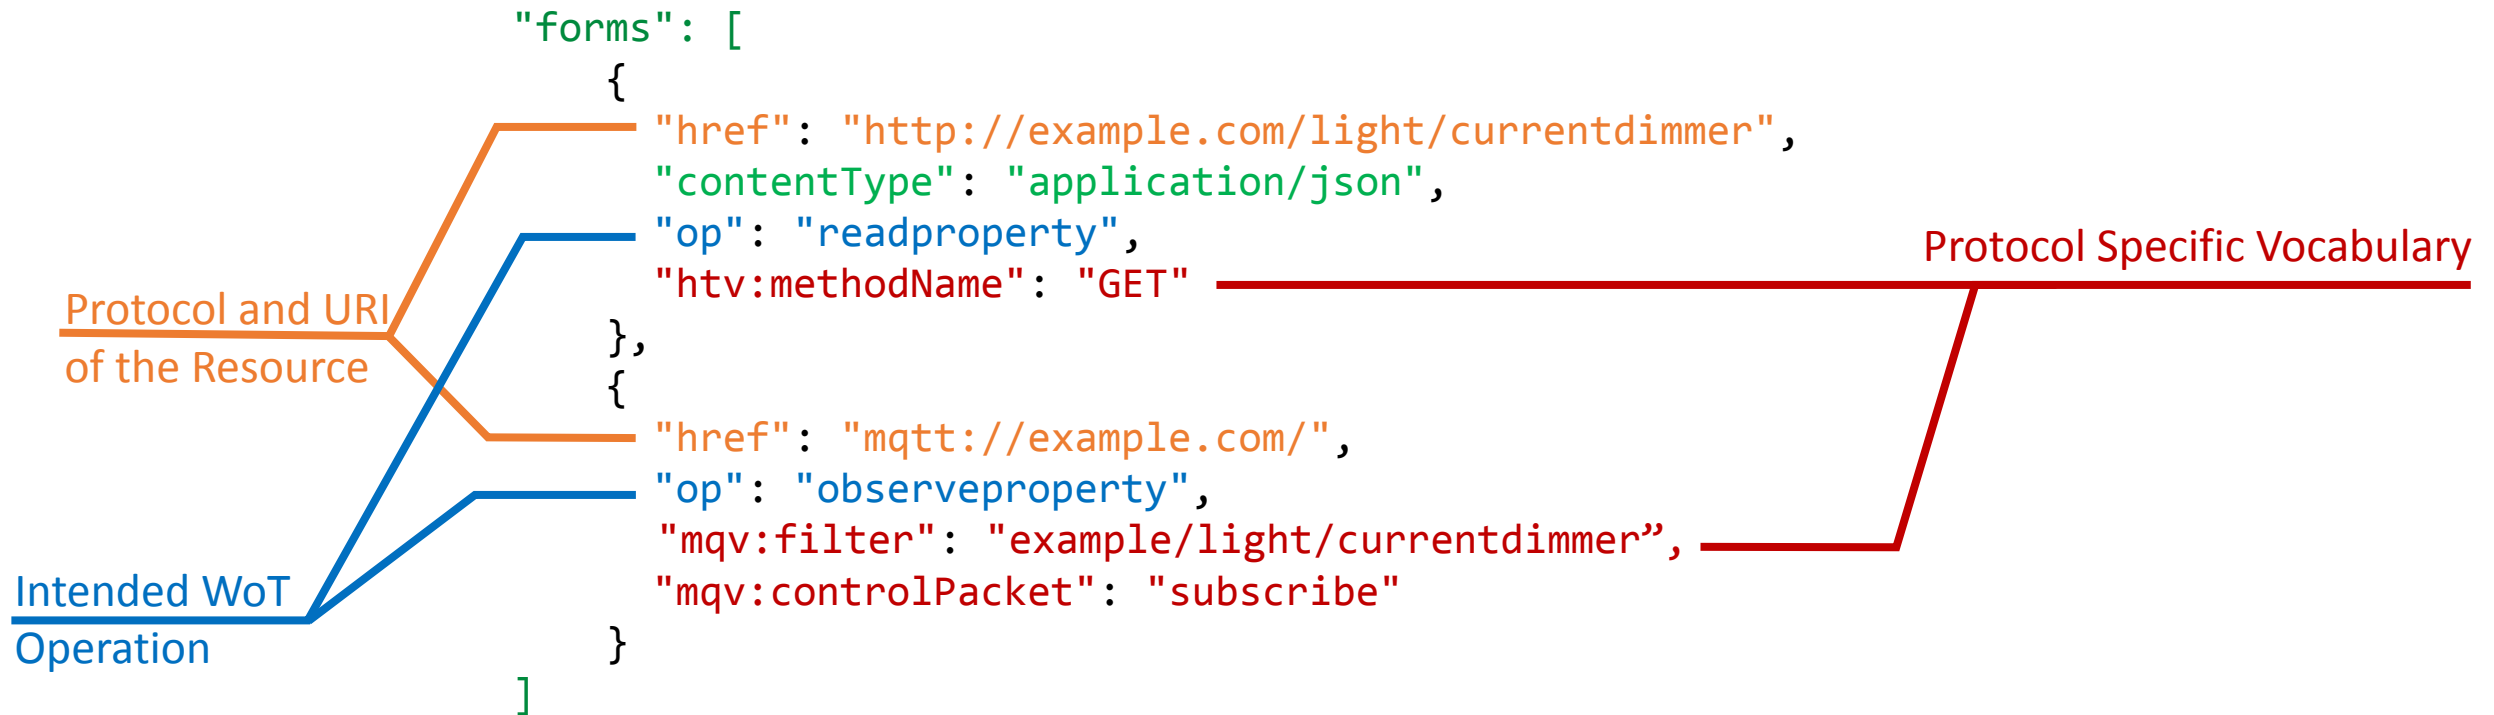 "forms": [
{
"href": "http://example.com/light/currentdimmer",
"contentType": "application/json",
"op": "readproperty",
"htv:methodName": "GET"
},
{
"href": "mqtt://example.com/",
"op": "observeproperty",
"mqv:filter": "example/light/currentdimmer”,
"mqv:controlPacket": "subscribe"
}
]
Protocol and URI
of the Resource
Intended WoT
Operation
Protocol Specific Vocabulary